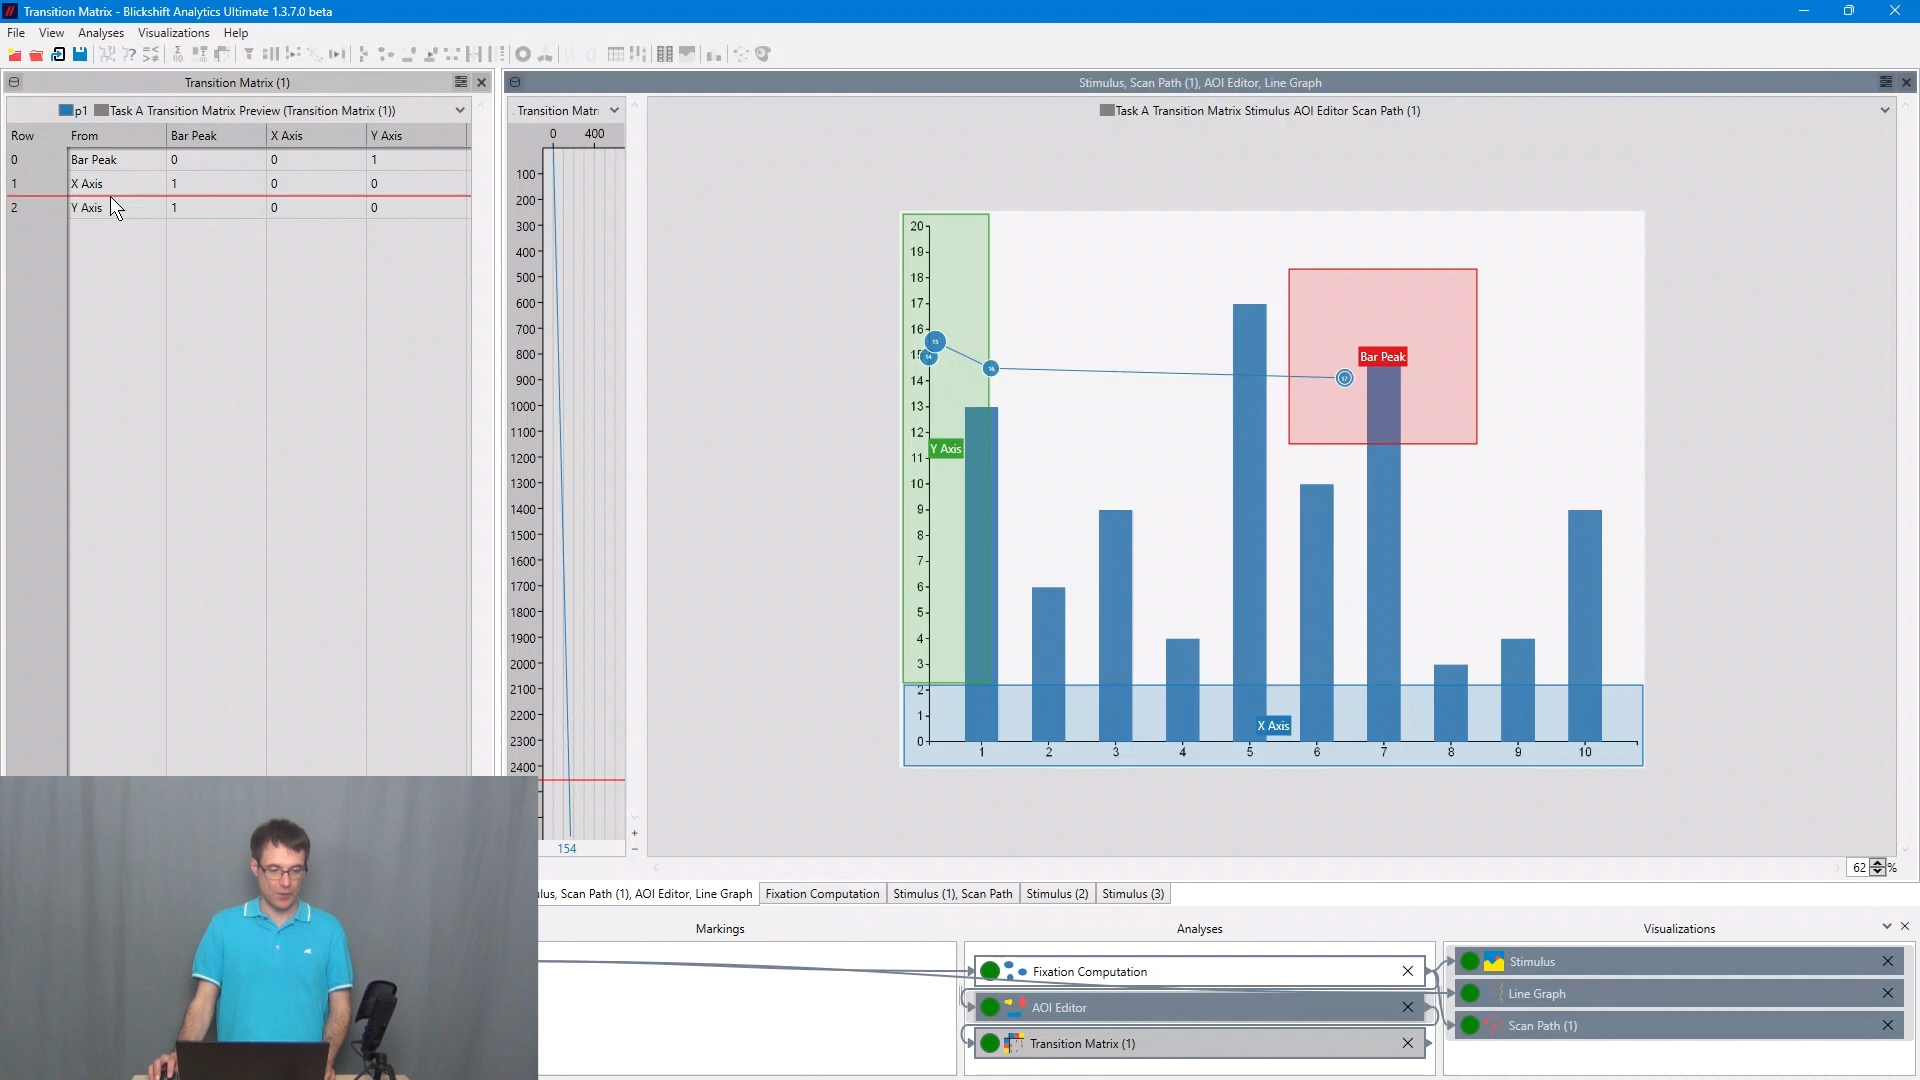 Transition Matrix - Blickshift Analytics Ultimate 1.3.7.0 beta
File View Analyses Visualizations Help
Transition Matrix (1)
Stimulus, Scan Path (1), AOI Editor, Line Graph
p1 Task A Transition Matrix Preview (Transition Matrix (1))
Row From Bar Peak X Axis Y Axis
0 Bar Peak 0 0 1
1 X Axis 1 0 0
2 Y Axis 1 0 0
Transition Matri
0 400
100
200
300
400
500
600
700
800
900
1000
1100
1200
1300
1400
1500
1600
1700
1800
1900
2000
2100
2200
2300
2400
154
+
−
Task A Transition Matrix Stimulus AOI Editor Scan Path (1)
20
19
18
17
16
15
14
13
12
11
10
9
8
7
6
5
4
3
2
1
0
15
14
16
17
Bar Peak
Y Axis
X Axis
1 2 3 4 5 6 7 8 9 10
62 %
lus, Scan Path (1), AOI Editor, Line Graph Fixation Computation Stimulus (1), Scan Path Stimulus (2) Stimulus (3)
Markings
Analyses
Fixation Computation
AOI Editor
Transition Matrix (1)
Visualizations
Stimulus
Line Graph
Scan Path (1)